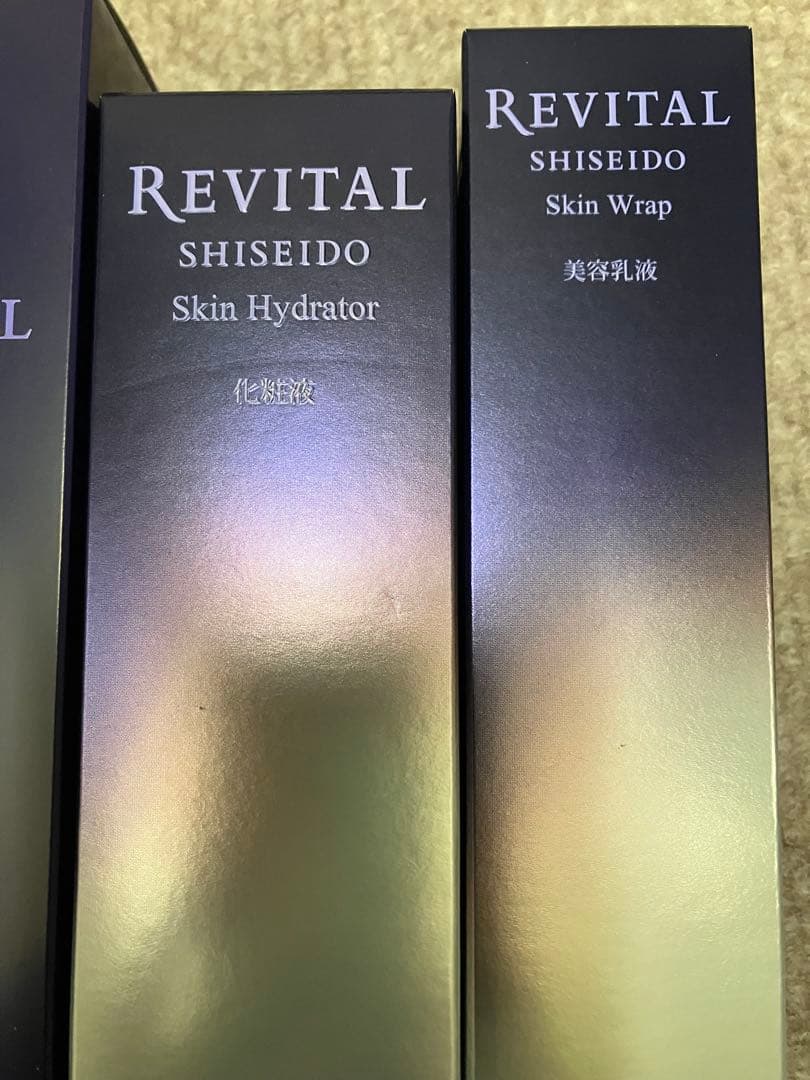 L
REVITAL
SHISEIDO
Skin Hydrator
化粧液
REVITAL
SHISEIDO
Skin Wrap
美容乳液